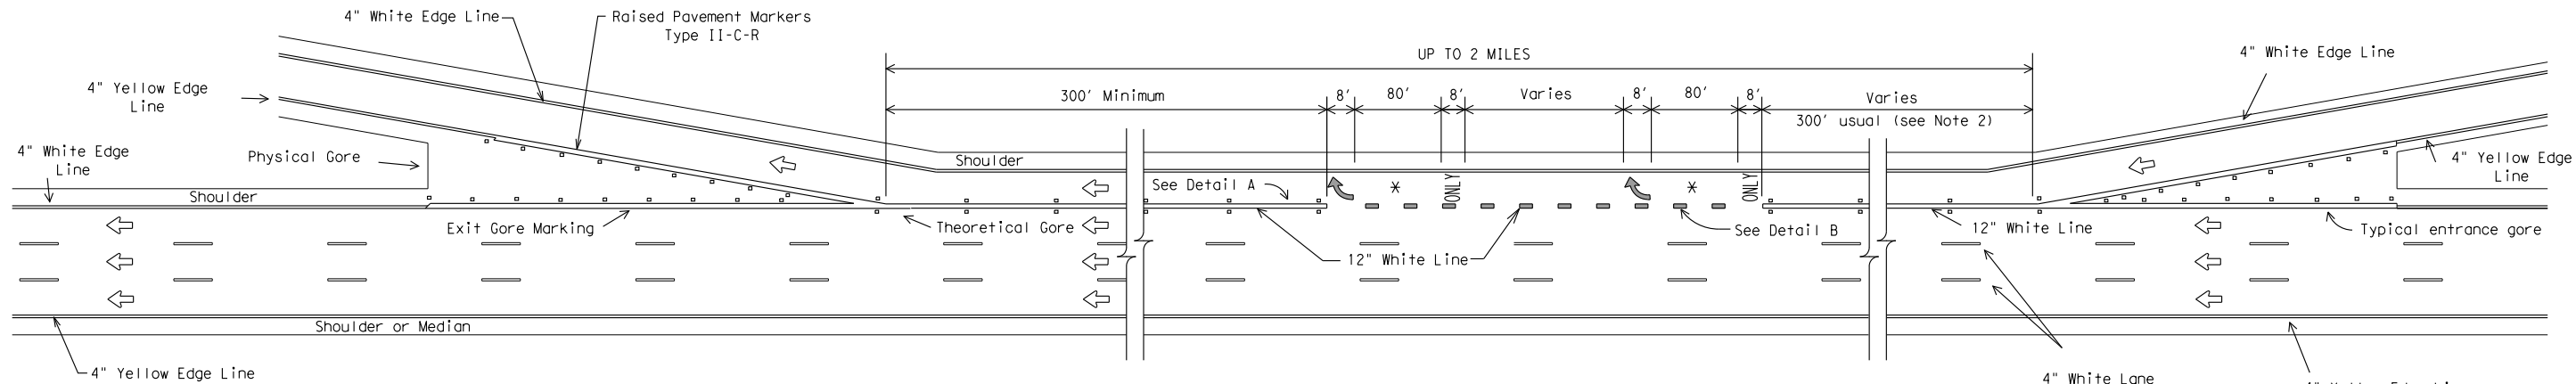 4" White Edge Line
Raised Pavement Markers
Type II-C-R
UP TO 2 MILES
4" White Edge Line
4" Yellow Edge
Line
300' Minimum
8'
80'
8'
Varies
8'
80'
8'
Varies
300' usual (see Note 2)
4" White Edge
Line
Physical Gore
Shoulder
See Detail A
*
ONLY
*
ONLY
4" Yellow Edge
Line
Shoulder
Exit Gore Marking
Theoretical Gore
See Detail B
12" White Line
Typical entrance gore
12" White Line
Shoulder or Median
4" Yellow Edge Line
4" White Lane